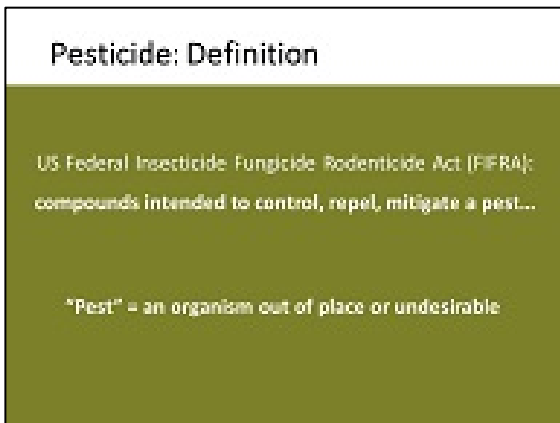 Pesticide: Definition
US Federal Insecticide Fungicide Rodenticide Act (FIFRA):
compounds intended to control, repel, mitigate a pest...
“Pest” = an organism out of place or undesirable